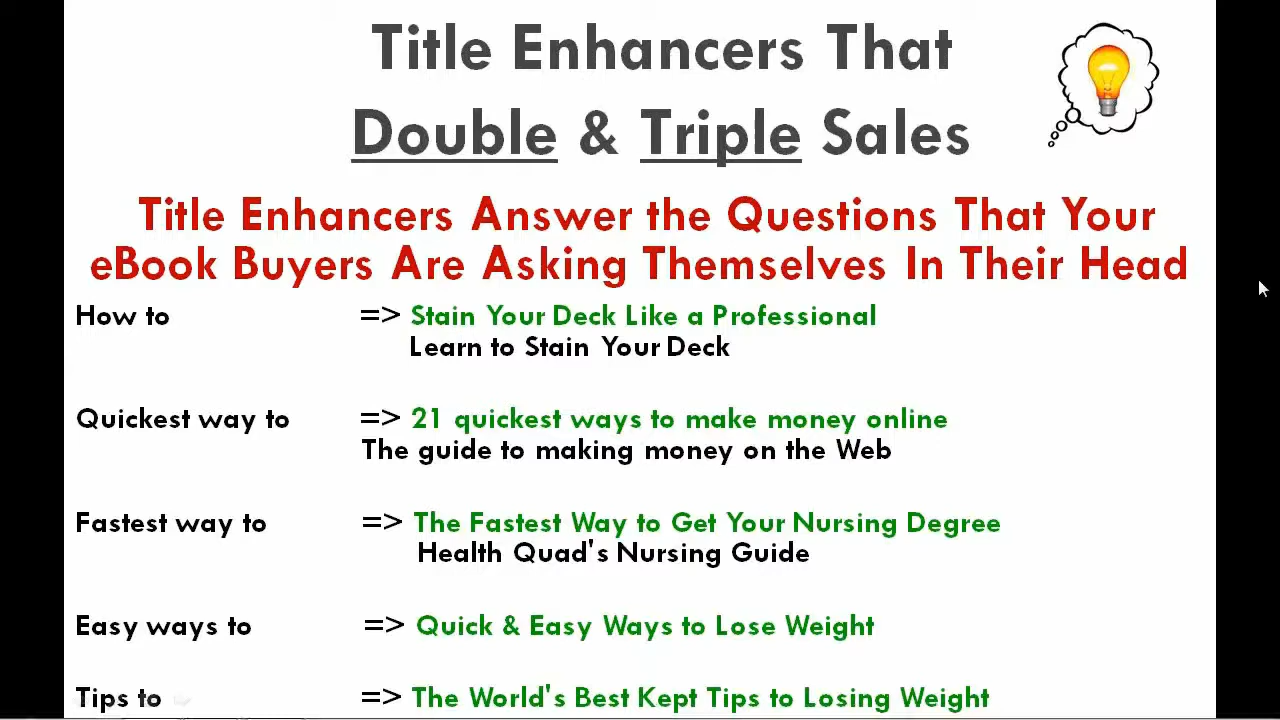 Title Enhancers That
Double & Triple Sales
Title Enhancers Answer the Questions That Your
eBook Buyers Are Asking Themselves In Their Head
How to => Stain Your Deck Like a Professional
Learn to Stain Your Deck
Quickest way to => 21 quickest ways to make money online
The guide to making money on the Web
Fastest way to => The Fastest Way to Get Your Nursing Degree
Health Quad's Nursing Guide
Easy ways to => Quick & Easy Ways to Lose Weight
Tips to => The World's Best Kept Tips to Losing Weight